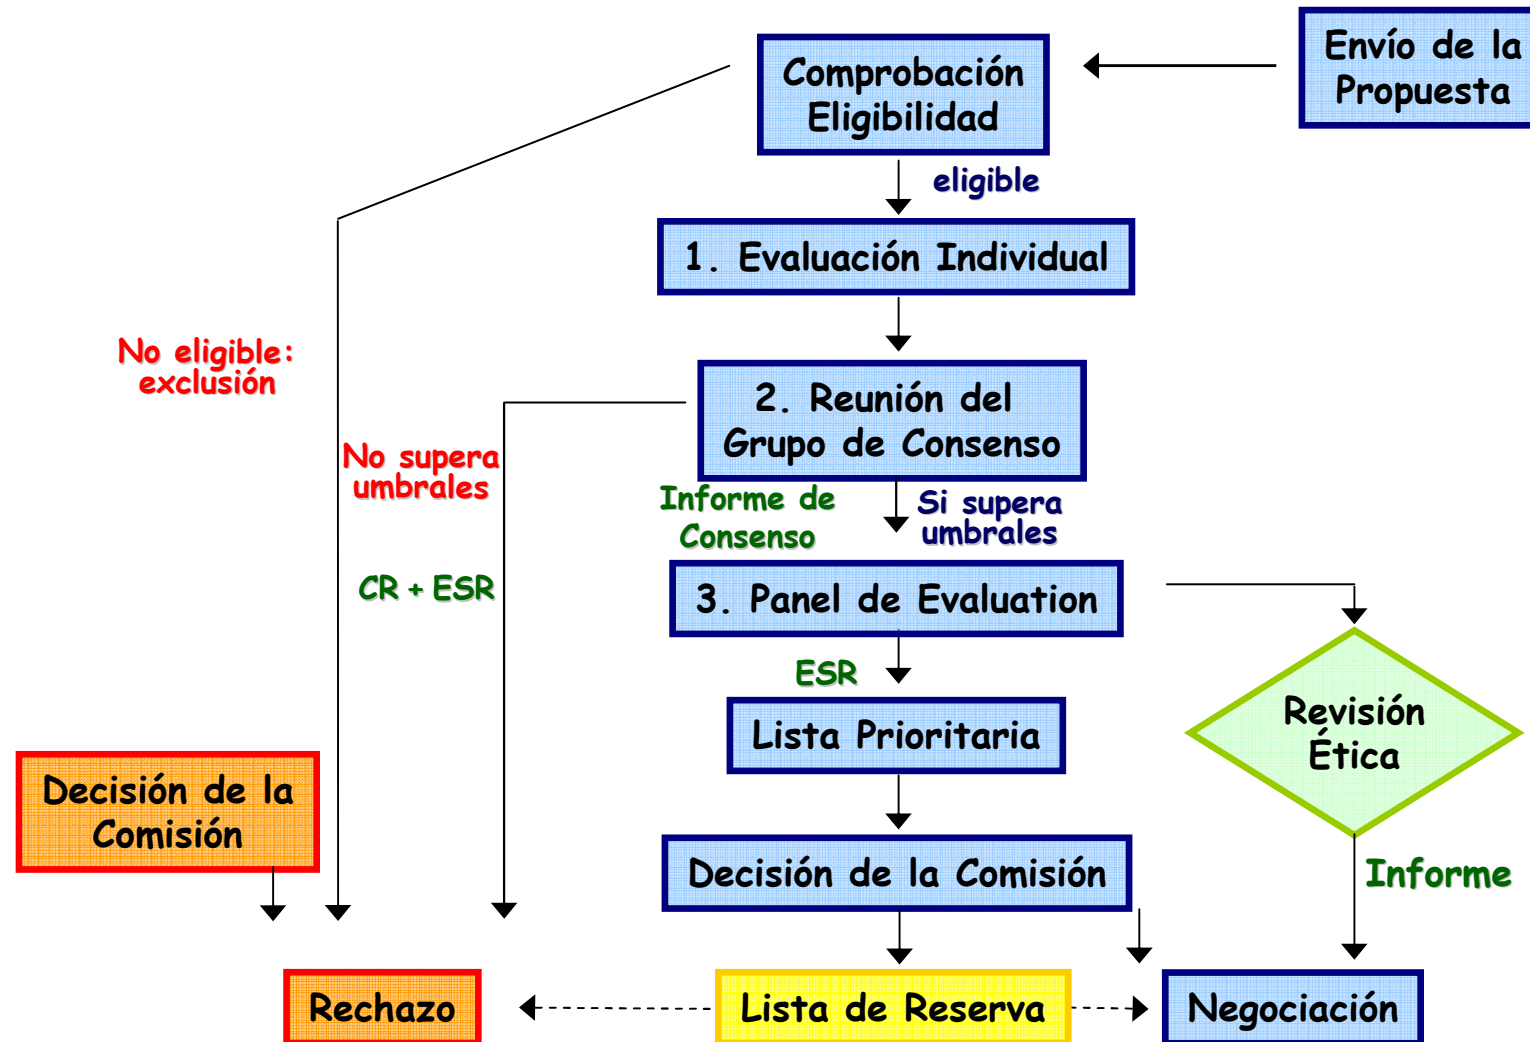 Envío de la
Propuesta
Comprobación
Eligibilidad
eligible
1. Evaluación Individual
No eligible:
exclusión
2. Reunión del
Grupo de Consenso
No supera
umbrales
Informe de
Consenso
Si supera
umbrales
CR + ESR
3. Panel de Evaluation
ESR
Lista Prioritaria
Revisión
Ética
Decisión de la
Comisión
Decisión de la Comisión
Informe
Rechazo
Lista de Reserva
Negociación